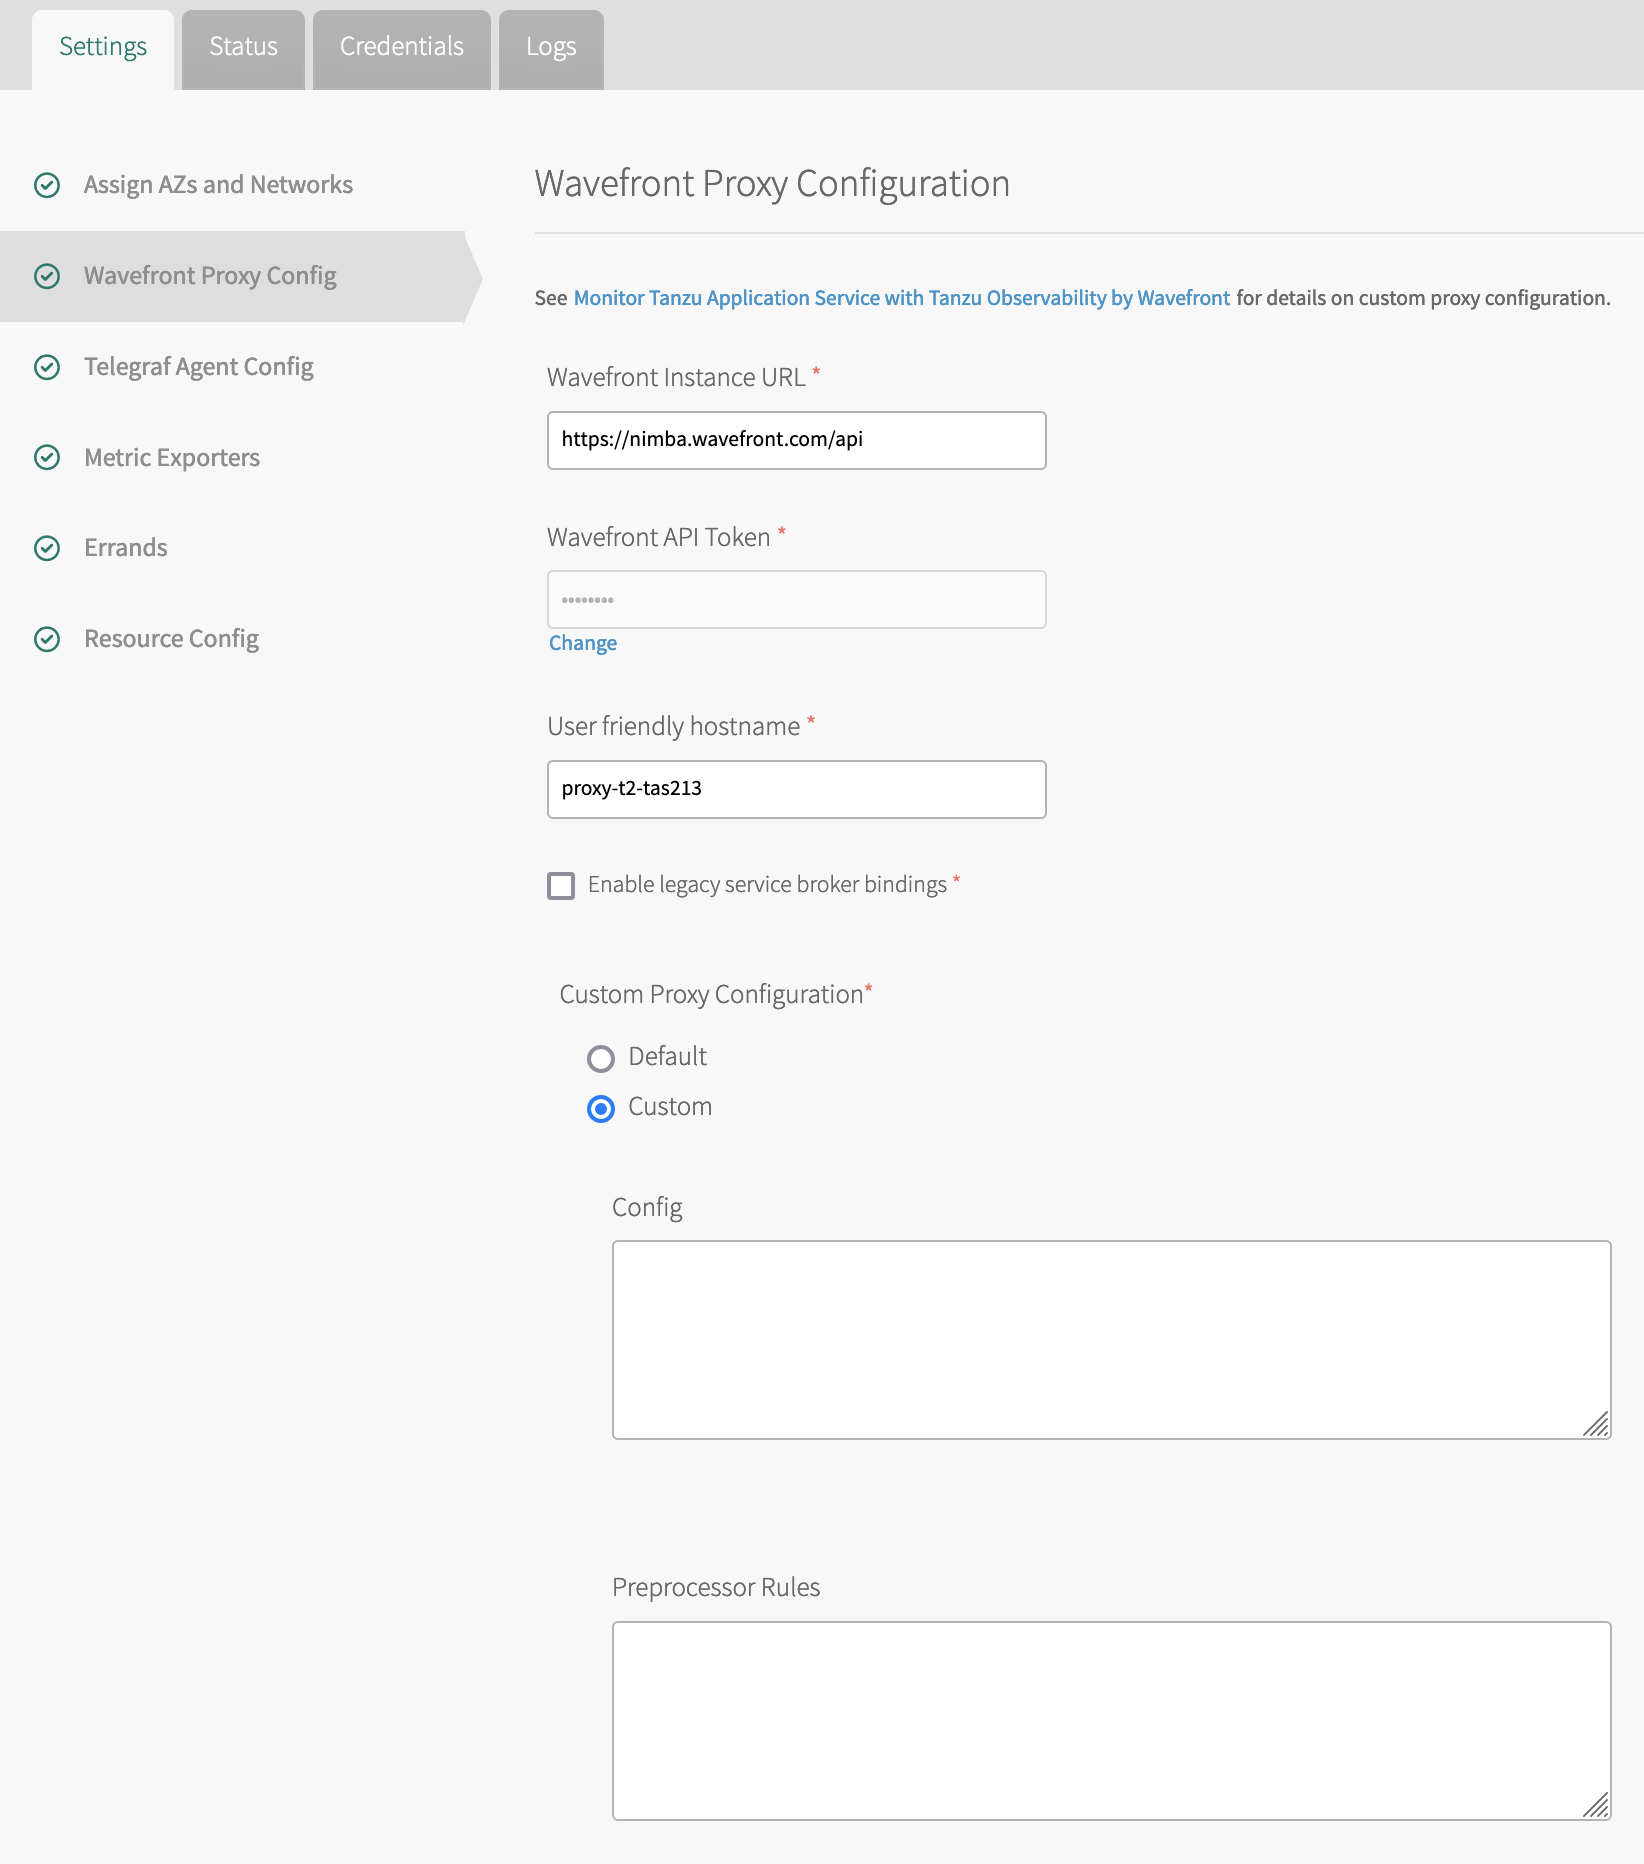 Settings
Status
Credentials
Logs
Assign AZs and Networks
Wavefront Proxy Config
Telegraf Agent Config
Metric Exporters
Errands
Resource Config
Wavefront Proxy Configuration
See Monitor Tanzu Application Service with Tanzu Observability by Wavefront for details on custom proxy configuration.
Wavefront Instance URL *
https://nimba.wavefront.com/api
Wavefront API Token *
••••••••
Change
User friendly hostname *
proxy-t2-tas213
Enable legacy service broker bindings *
Custom Proxy Configuration*
Default
Custom
Config
Preprocessor Rules